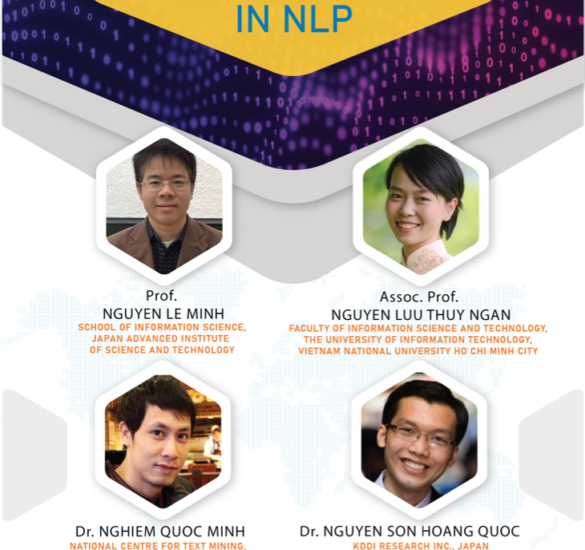 IN NLP
Prof.
NGUYEN LE MINH
SCHOOL OF INFORMATION SCIENCE,
JAPAN ADVANCED INSTITUTE
OF SCIENCE AND TECHNOLOGY
Assoc. Prof.
NGUYEN LUU THUY NGAN
FACULTY OF INFORMATION SCIENCE AND TECHNOLOGY,
THE UNIVERSITY OF INFORMATION TECHNOLOGY,
VIETNAM NATIONAL UNIVERSITY HO CHI MINH CITY
Dr. NGHIEM QUOC MINH
NATIONAL CENTRE FOR TEXT MINING,
Dr. NGUYEN SON HOANG QUOC
KDDI RESEARCH INC., JAPAN